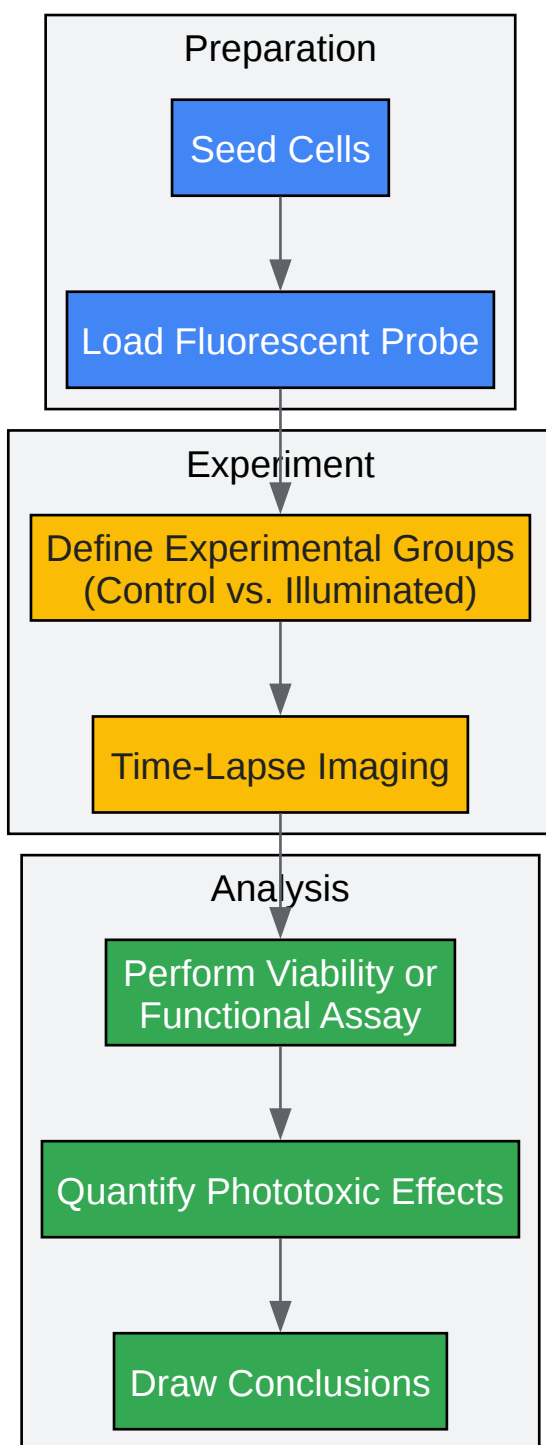 Preparation
Seed Cells
Load Fluorescent Probe
Experiment
Define Experimental Groups
(Control vs. Illuminated)
Time-Lapse Imaging
Analysis
Perform Viability or
Functional Assay
Quantify Phototoxic Effects
Draw Conclusions